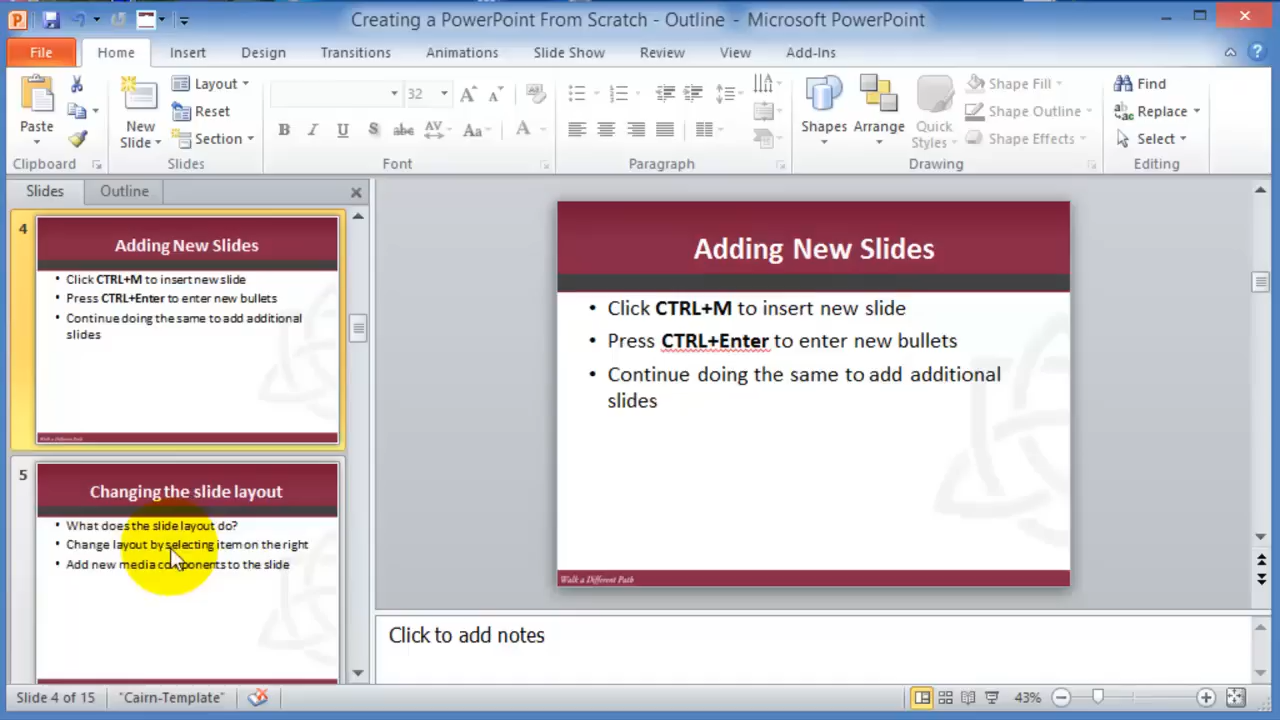 Creating a PowerPoint From Scratch - Outline - Microsoft PowerPoint
File Home Insert Design Transitions Animations Slide Show Review View Add-Ins
Paste
Clipboard
New Slide
Layout
Reset
Section
Slides
32
B I U S abc AV Aa A
Font
Paragraph
Shapes
Arrange
Quick Styles
Shape Fill
Shape Outline
Shape Effects
Drawing
Find
Replace
Select
Editing
Slides Outline
4
Adding New Slides
• Click CTRL+M to insert new slide
• Press CTRL+Enter to enter new bullets
• Continue doing the same to add additional
slides
Walk a Different Path
5
Changing the slide layout
• What does the slide layout do?
• Change layout by selecting item on the right
• Add new media components to the slide
Adding New Slides
• Click CTRL+M to insert new slide
• Press CTRL+Enter to enter new bullets
• Continue doing the same to add additional
slides
Walk a Different Path
Click to add notes
Slide 4 of 15 "Cairn-Template" 43%